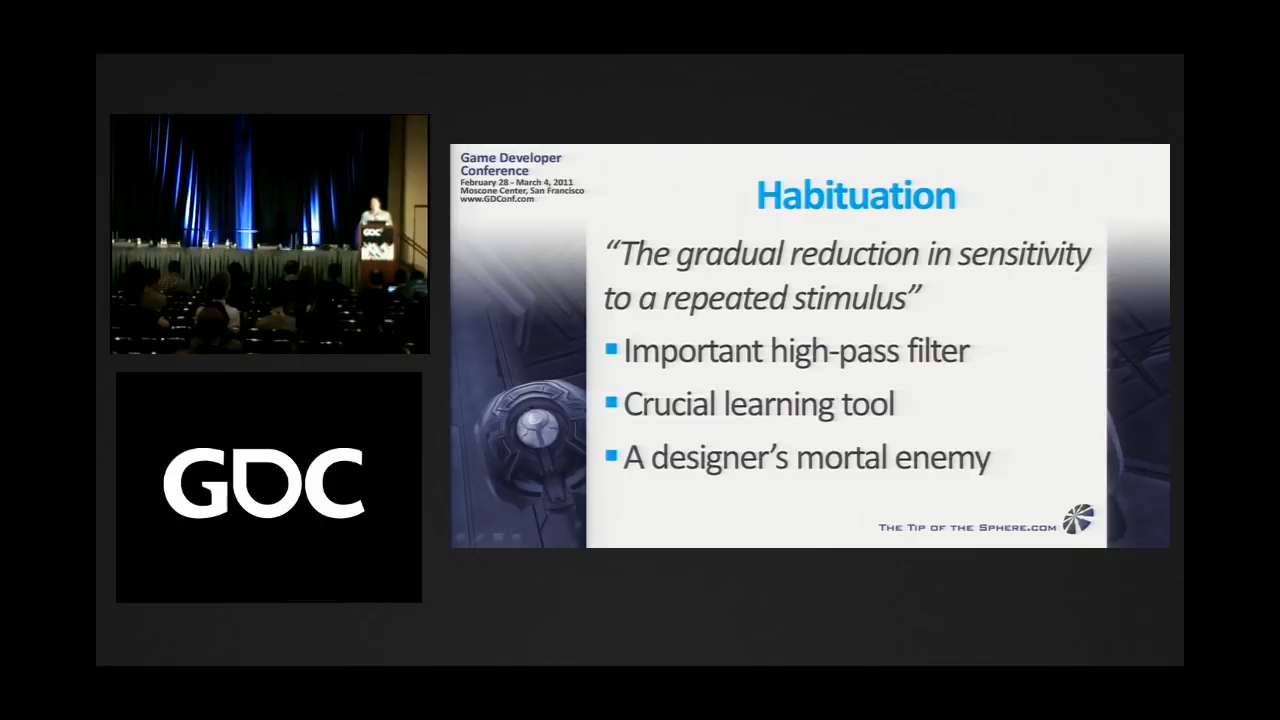 GDC
GDC
Game Developer
Conference
February 28 - March 4, 2011
Moscone Center, San Francisco
www.GDConf.com
Habituation
“The gradual reduction in sensitivity
to a repeated stimulus”
Important high-pass filter
Crucial learning tool
A designer’s mortal enemy
The Tip of the Sphere.com